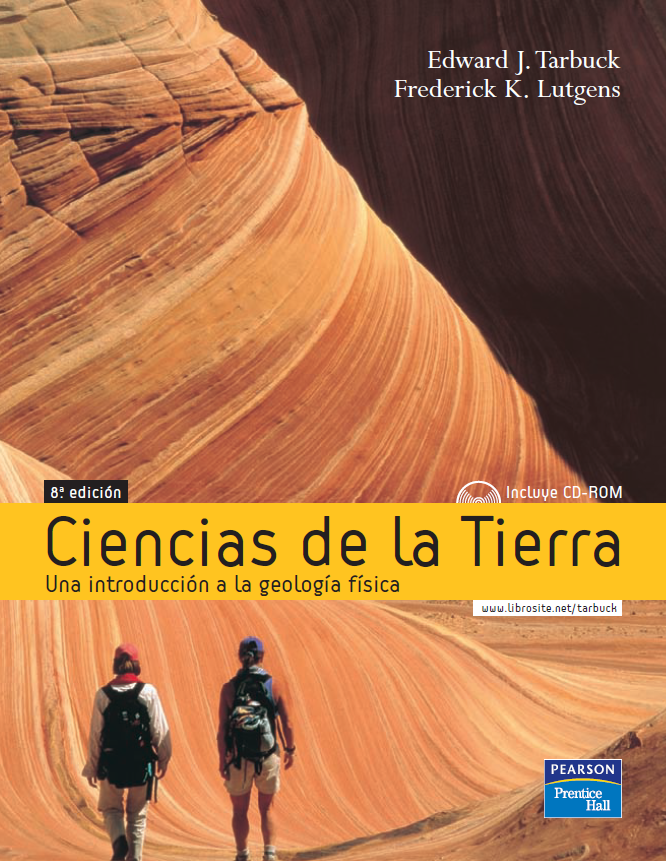 Edward J. Tarbuck
Frederick K. Lutgens
8.ª edición
Incluye CD-ROM
Ciencias de la Tierra
Una introducción a la geología física
www.librosite.net/tarbuck
PEARSON
Prentice
Hall